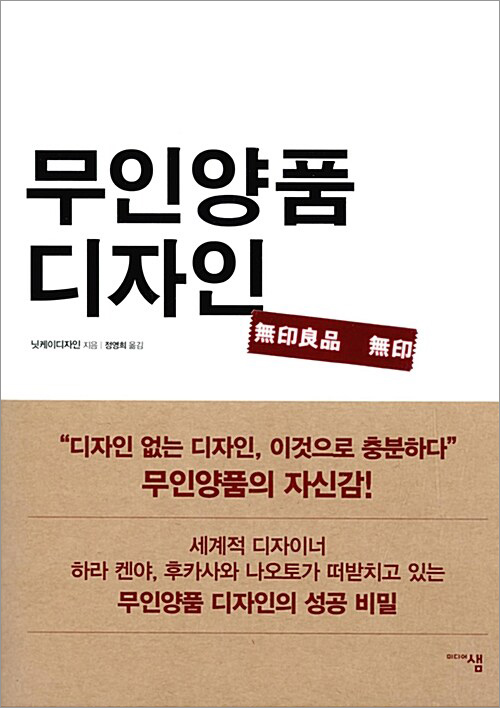 무인양품
디자인
無印良品 無印
닛케이디자인 지음 | 정영희 옮김
“디자인 없는 디자인, 이것으로 충분하다”
무인양품의 자신감!
세계적 디자이너
하라 켄야, 후카사와 나오토가 떠받치고 있는
무인양품 디자인의 성공 비밀
미디어샘